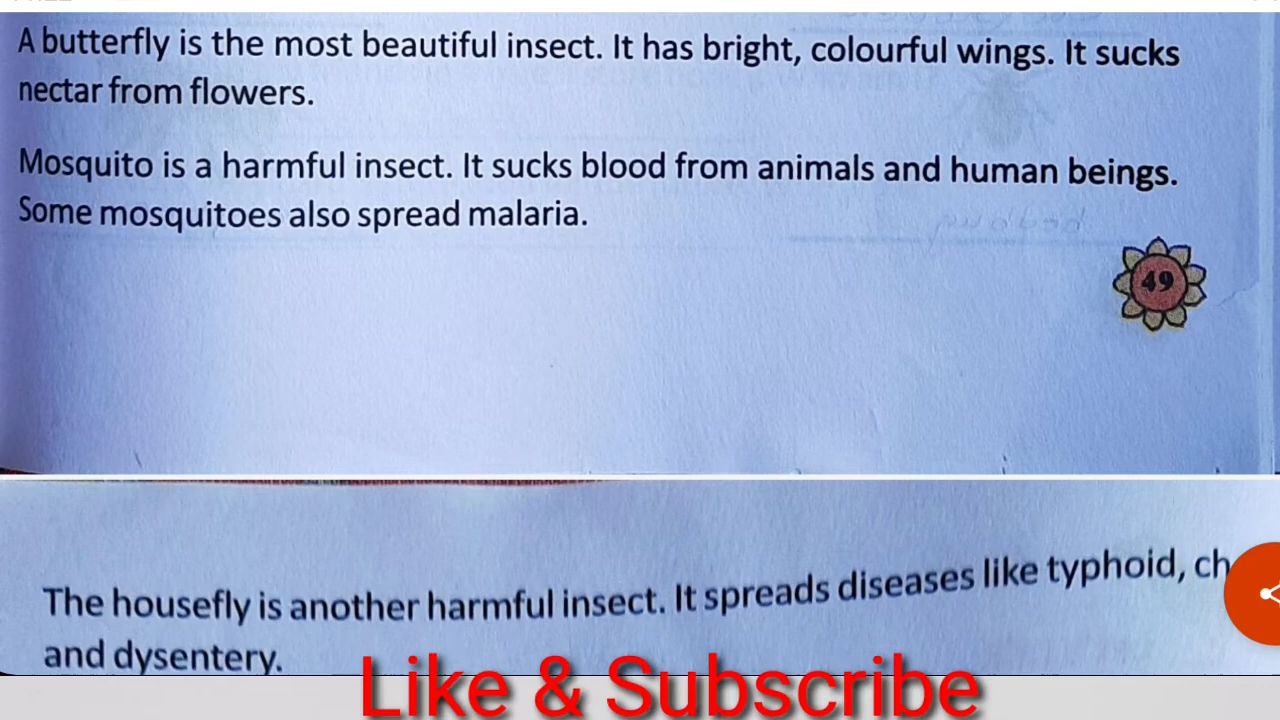 A butterfly is the most beautiful insect. It has bright, colourful wings. It sucks
nectar from flowers.
Mosquito is a harmful insect. It sucks blood from animals and human beings.
Some mosquitoes also spread malaria.
49
The housefly is another harmful insect. It spreads diseases like typhoid, ch
and dysentery.
Like & Subscribe